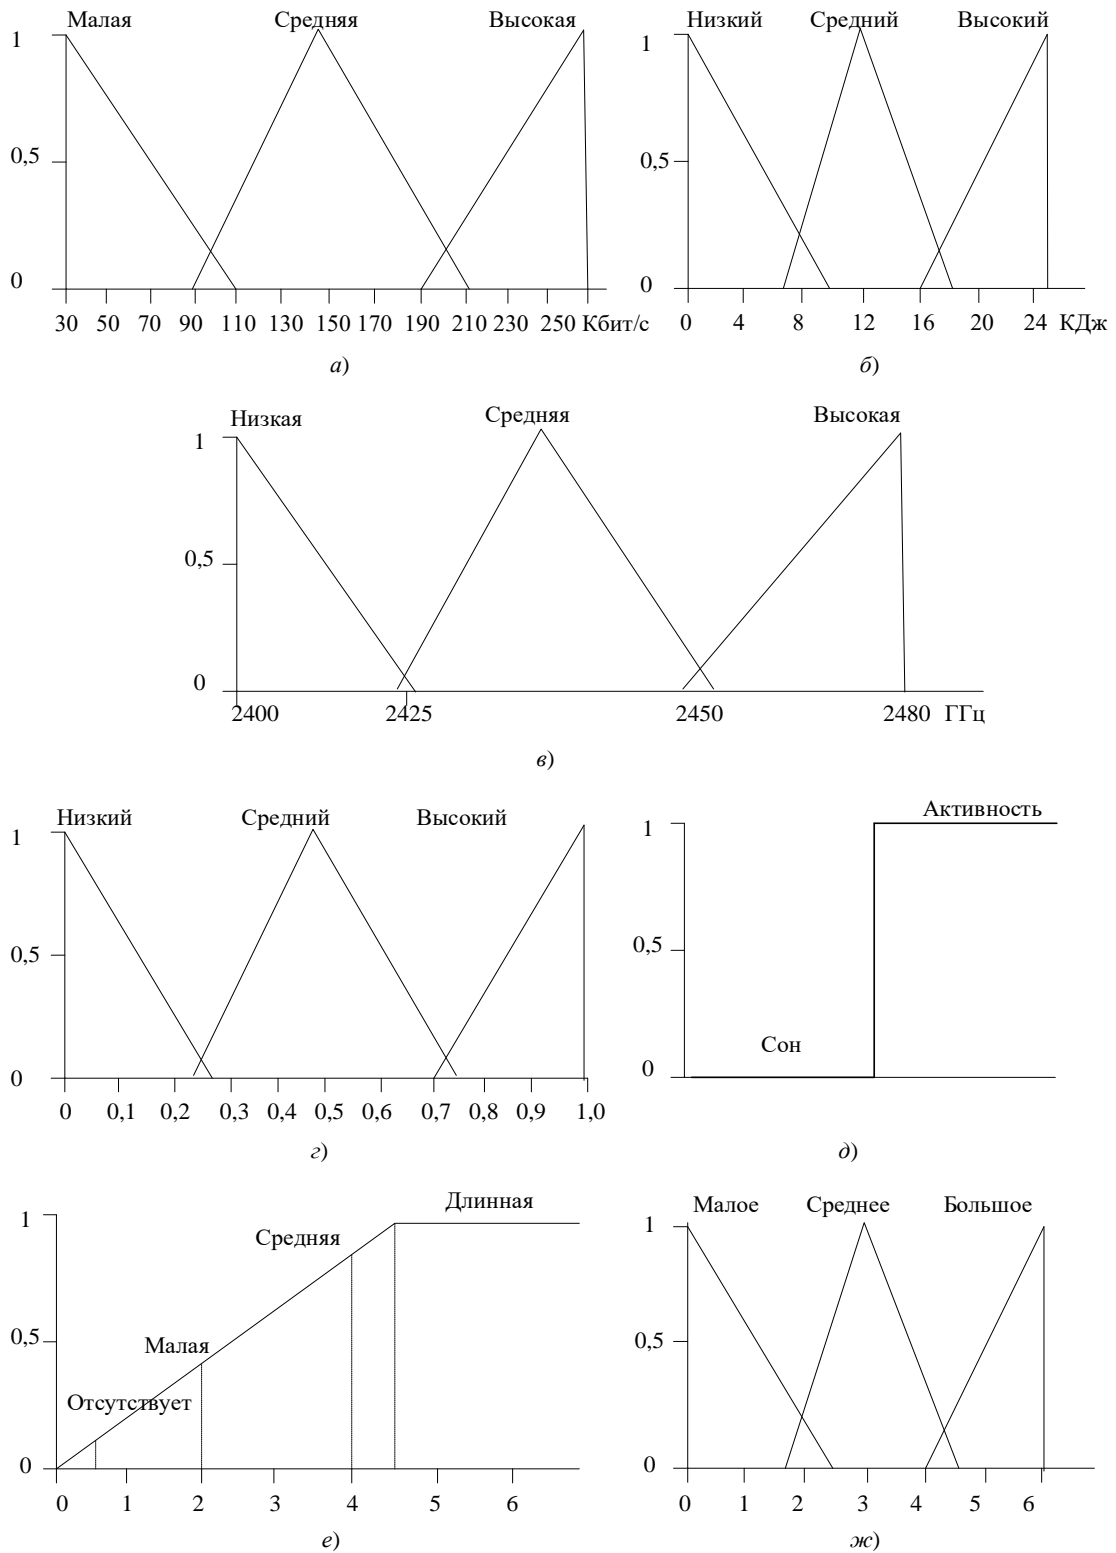 Малая Средняя Высокая
1
0,5
0
30 50 70 90 110 130 150 170 190 210 230 250 Кбит/с
а)
Низкий Средний Высокий
1
0,5
0
0 4 8 12 16 20 24 КДж
б)
Низкая Средняя Высокая
1
0,5
0
2400 2425 2450 2480 ГГц
в)
Низкий Средний Высокий
1
0,5
0
0 0,1 0,2 0,3 0,4 0,5 0,6 0,7 0,8 0,9 1,0
г)
Активность
1
0,5
Сон
0
д)
Длинная
1
Средняя
0,5
Малая
Отсутствует
0
0 1 2 3 4 5 6
е)
Малое Среднее Большое
1
0,5
0
0 1 2 3 4 5 6
ж)